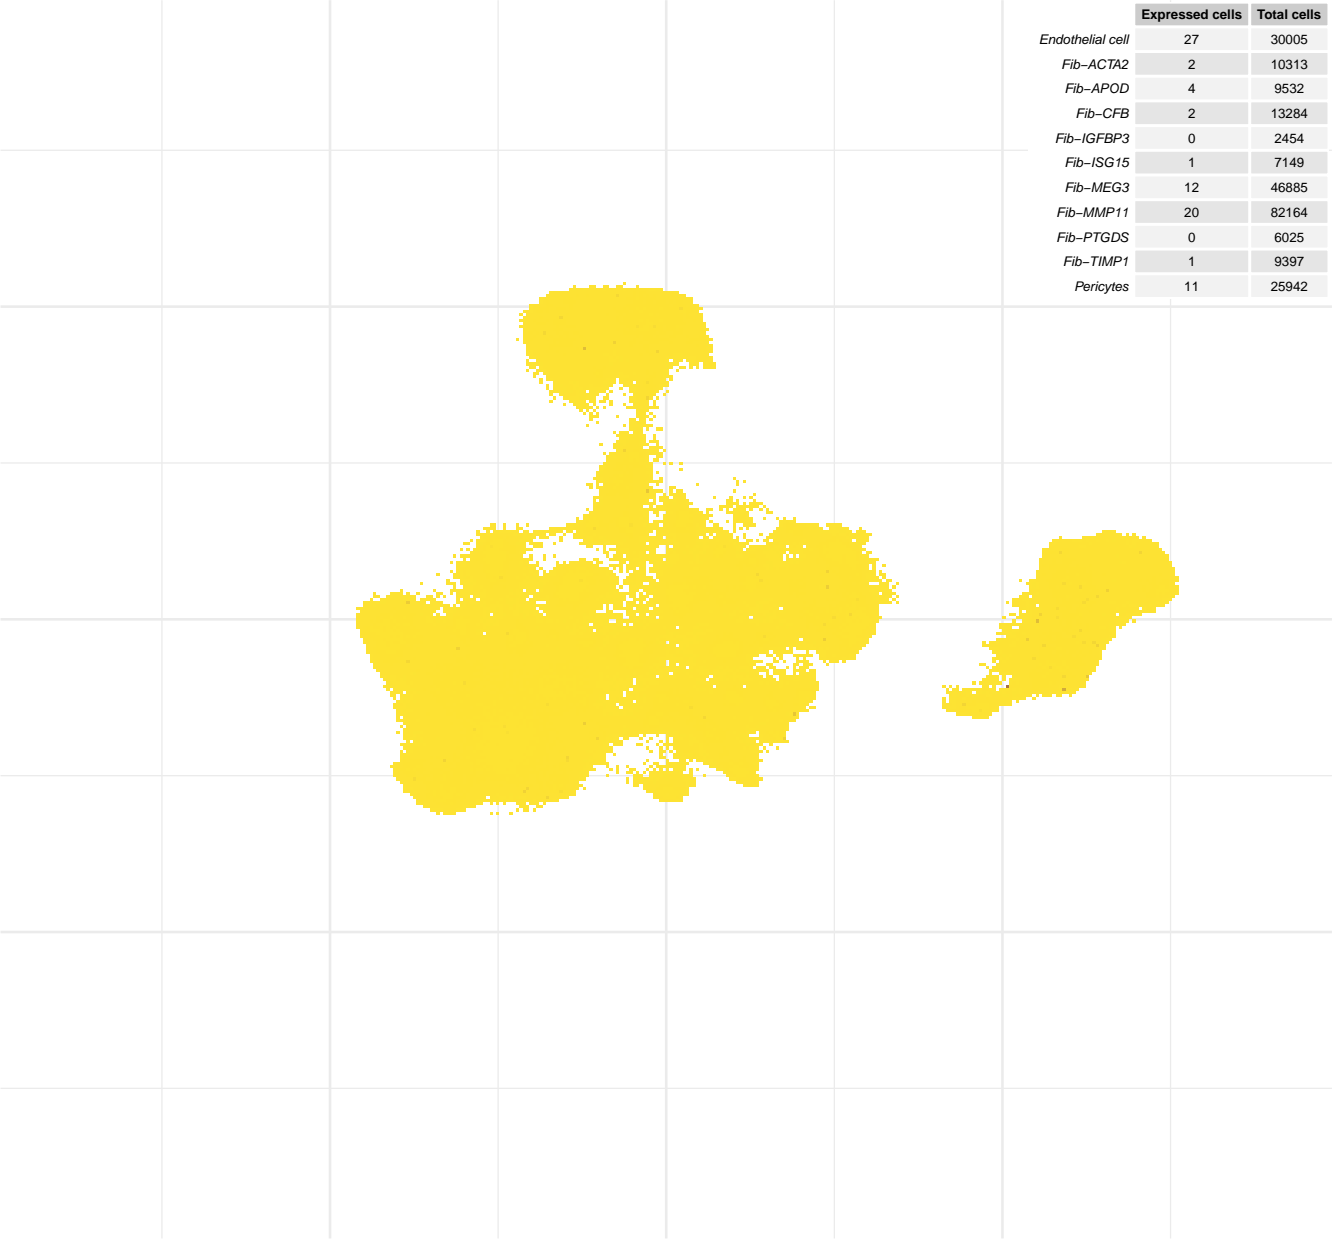 Expressed cells Total cells
Endothelial cell 27 30005
Fib−ACTA2 2 10313
Fib−APOD 4 9532
Fib−CFB 2 13284
Fib−IGFBP3 0 2454
Fib−ISG15 1 7149
Fib−MEG3 12 46885
Fib−MMP11 20 82164
Fib−PTGDS 0 6025
Fib−TIMP1 1 9397
Pericytes 11 25942